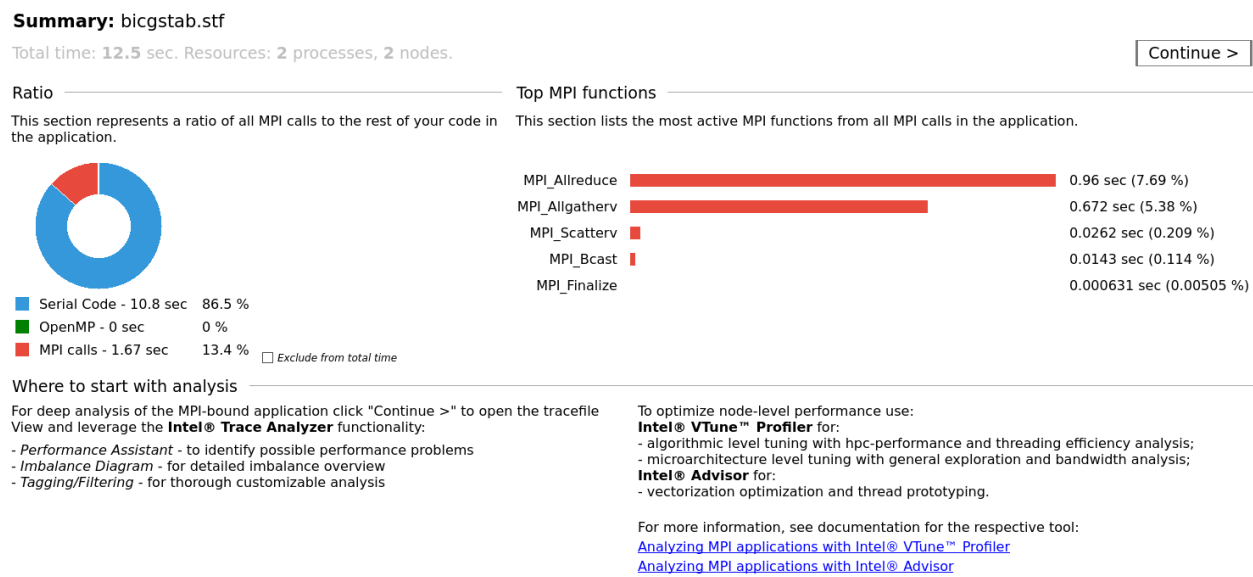 Summary: bicgstab.stf
Total time: 12.5 sec. Resources: 2 processes, 2 nodes.
Continue >
Ratio
This section represents a ratio of all MPI calls to the rest of your code in
the application.
Serial Code - 10.8 sec 86.5 %
OpenMP - 0 sec 0 %
MPI calls - 1.67 sec 13.4 %
Exclude from total time
Top MPI functions
This section lists the most active MPI functions from all MPI calls in the application.
MPI_Allreduce 0.96 sec (7.69 %)
MPI_Allgatherv 0.672 sec (5.38 %)
MPI_Scatterv 0.0262 sec (0.209 %)
MPI_Bcast 0.0143 sec (0.114 %)
MPI_Finalize 0.000631 sec (0.00505 %)
Where to start with analysis
For deep analysis of the MPI-bound application click "Continue >" to open the tracefile
View and leverage the Intel® Trace Analyzer functionality:
- Performance Assistant - to identify possible performance problems
- Imbalance Diagram - for detailed imbalance overview
- Tagging/Filtering - for thorough customizable analysis
To optimize node-level performance use:
Intel® VTune™ Profiler for:
- algorithmic level tuning with hpc-performance and threading efficiency analysis;
- microarchitecture level tuning with general exploration and bandwidth analysis;
Intel® Advisor for:
- vectorization optimization and thread prototyping.
For more information, see documentation for the respective tool:
Analyzing MPI applications with Intel® VTune™ Profiler
Analyzing MPI applications with Intel® Advisor